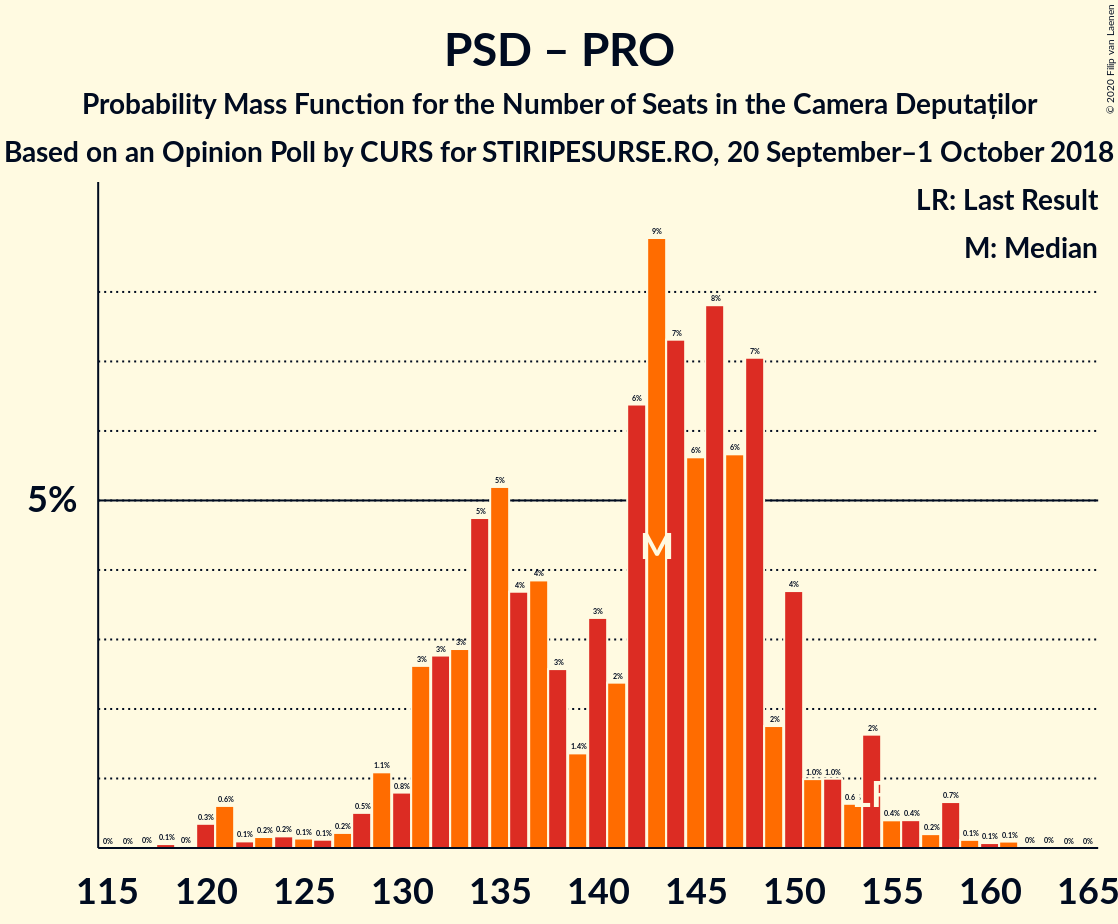 PSD – PRO
Probability Mass Function for the Number of Seats in the Camera Deputaților
Based on an Opinion Poll by CURS for STIRIPESURSE.RO, 20 September–1 October 2018
© 2020 Filip van Laenen
LR: Last Result
M: Median
5%
0% 0% 0% 0.1% 0% 0.3% 0.6% 0.1% 0.2% 0.2% 0.1% 0.1% 0.2% 0.5% 1.1% 0.8% 3% 3% 3% 5% 5% 4% 4% 3% 1.4% 3% 2% 6% 9% 7% 6% 8% 6% 7% 2% 4% 1.0% 1.0% 0.6 2% 0.4% 0.4% 0.2% 0.7% 0.1% 0.1% 0.1% 0% 0% 0% 0%
M
115 120 125 130 135 140 145 150 155 160 165